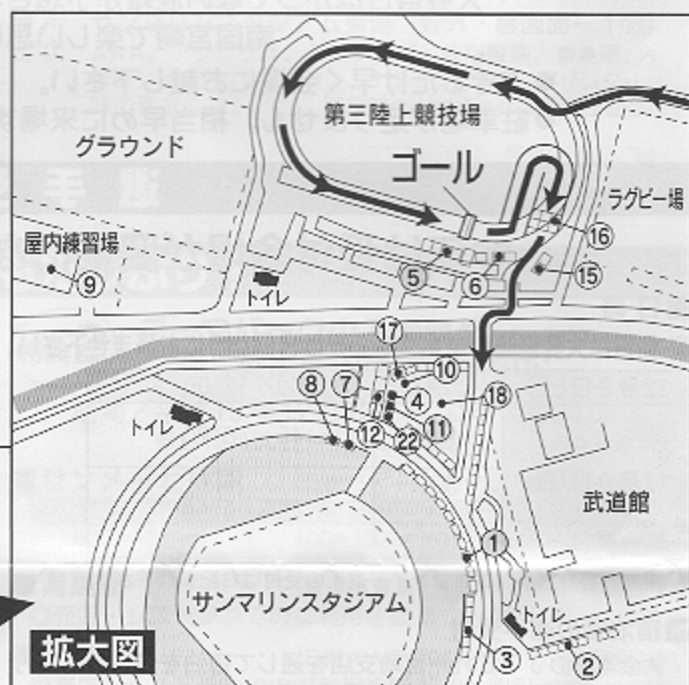 第三陸上競技場
グラウンド
ゴール
ラグビー場
屋内練習場
⑯
⑤
⑥
⑮
⑨
トイレ
⑰
⑩
⑧
⑦
④
⑱
トイレ
⑫
⑪
㉒
武道館
①
サンマリンスタジアム
トイレ
拡大図
③
②